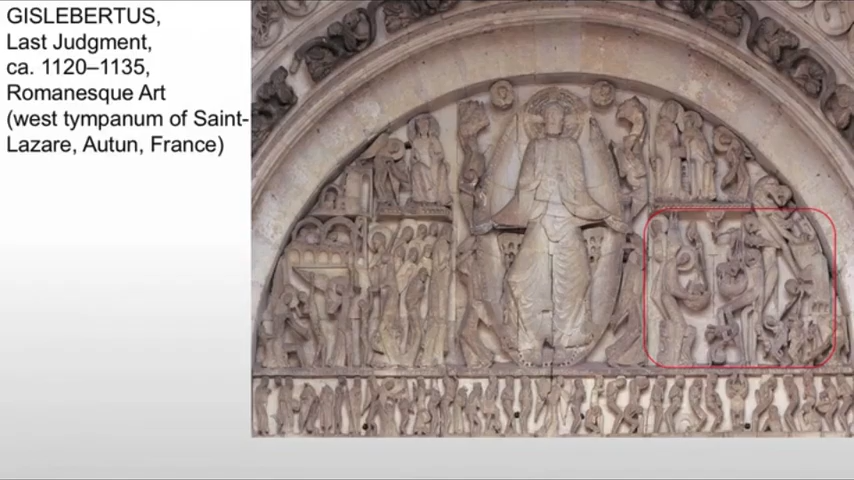 GISLEBERTUS,
Last Judgment,
ca. 1120–1135,
Romanesque Art
(west tympanum of Saint-
Lazare, Autun, France)